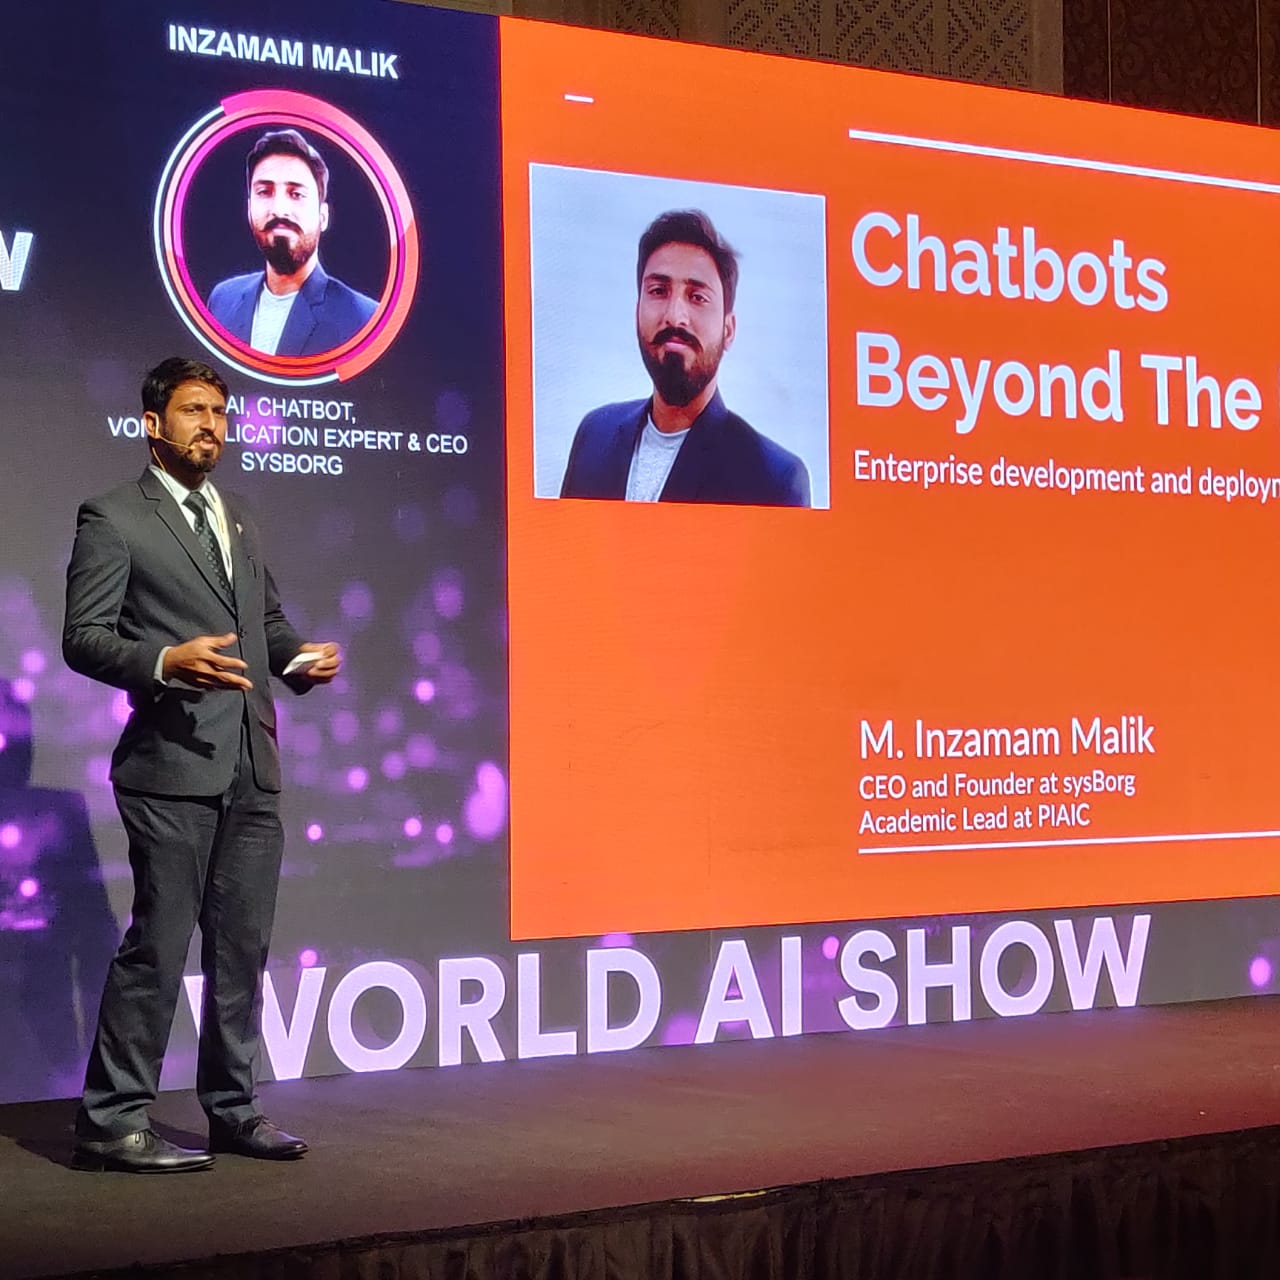 INZAMAM MALIK
AI, CHATBOT,
EXPERT & CEO
SYSBORG
Chatbots
Beyond The
Enterprise development and
M. Inzamam Malik
CEO and Founder at sysBorg
Academic Lead at PIAIC
WORLD AI SHOW